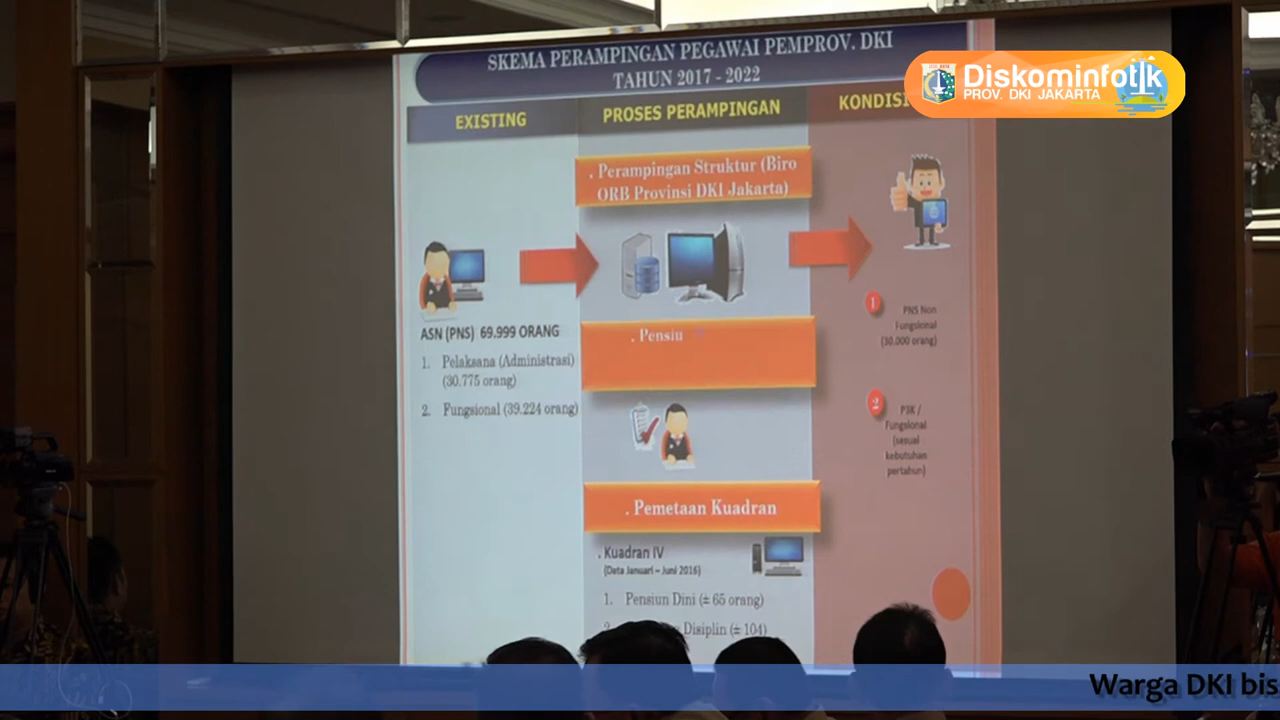 SKEMA PERAMPINGAN PEGAWAI PEMPROV. DKI
TAHUN 2017 - 2022
Diskominfotik
PROV. DKI JAKARTA
EXISTING
PROSES PERAMPINGAN
KONDISI
. Perampingan Struktur (Biro
ORB Provinsi DKI Jakarta)
ASN (PNS) 69.999 ORANG
1. Pelaksana (Administrasi)
(30.775 orang)
2. Fungsional (39.224 orang)
. Pensiu
1
PNS Non
Fungsional
(30.000 orang)
2
P3K /
Fungsional
(sesuai
kebutuhan
pertahun)
. Pemetaan Kuadran
. Kuadran IV
(Data Januari – Juni 2016)
1. Pensiun Dini (± 65 orang)
2. Disiplin (± 104)
Warga DKI bis